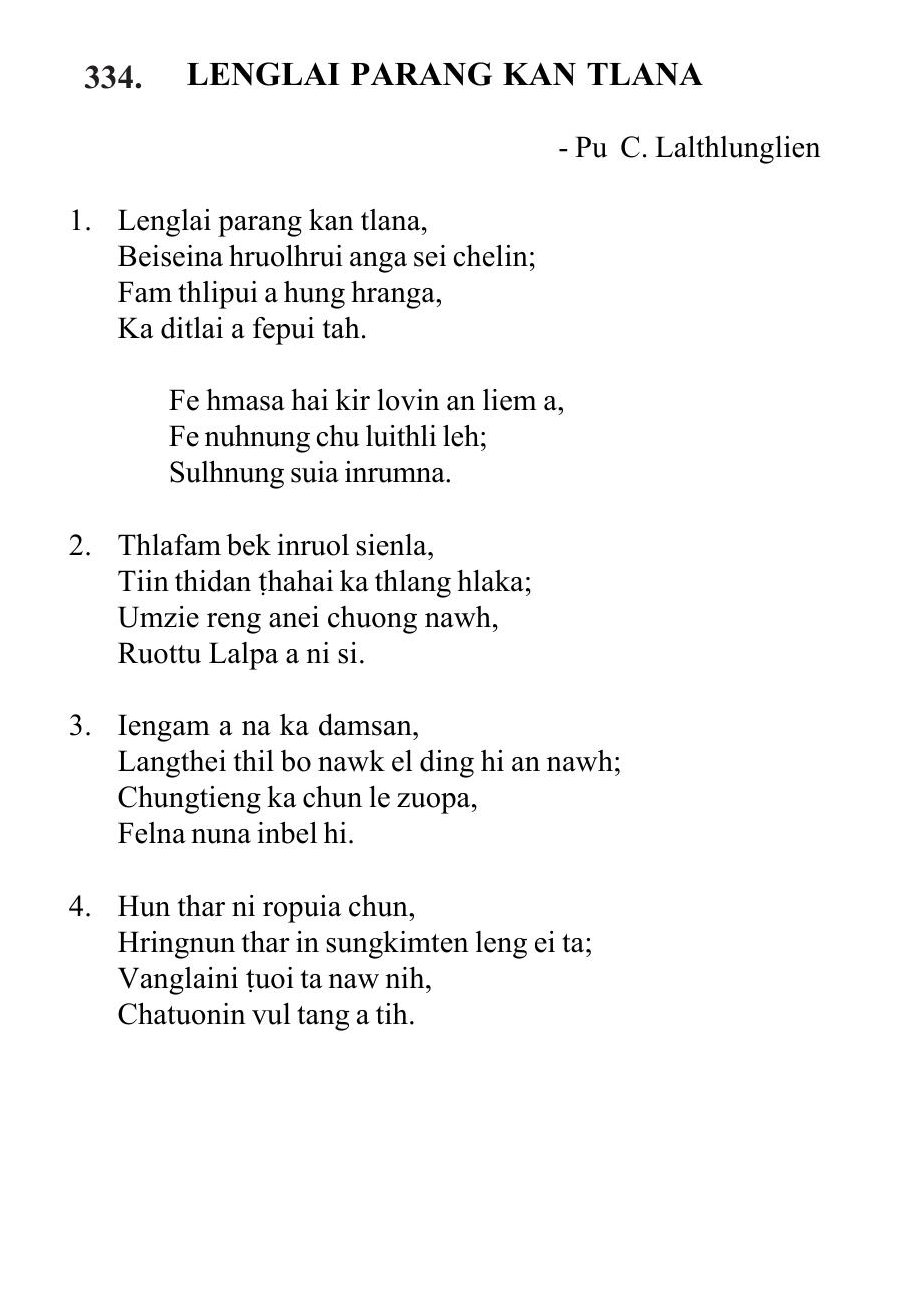 334. LENGLAI PARANG KAN TLANA
- Pu C. Lalthlunglien
1. Lenglai parang kan tlana,
Beiseina hruolhrui anga sei chelin;
Fam thlipui a hung hranga,
Ka ditlai a fepui tah.
Fe hmasa hai kir lovin an liem a,
Fe nuhnung chu luithli leh;
Sulhnung suia inrumna.
2. Thlafam bek inruol sienla,
Tiin thidan ṭhahai ka thlang hlaka;
Umzie reng anei chuong nawh,
Ruottu Lalpa a ni si.
3. Iengam a na ka damsan,
Langthei thil bo nawk el ding hi an nawh;
Chungtieng ka chun le zuopa,
Felna nuna inbel hi.
4. Hun thar ni ropuia chun,
Hringnun thar in sungkimten leng ei ta;
Vanglaini ṭuoi ta naw nih,
Chatuonin vul tang a tih.